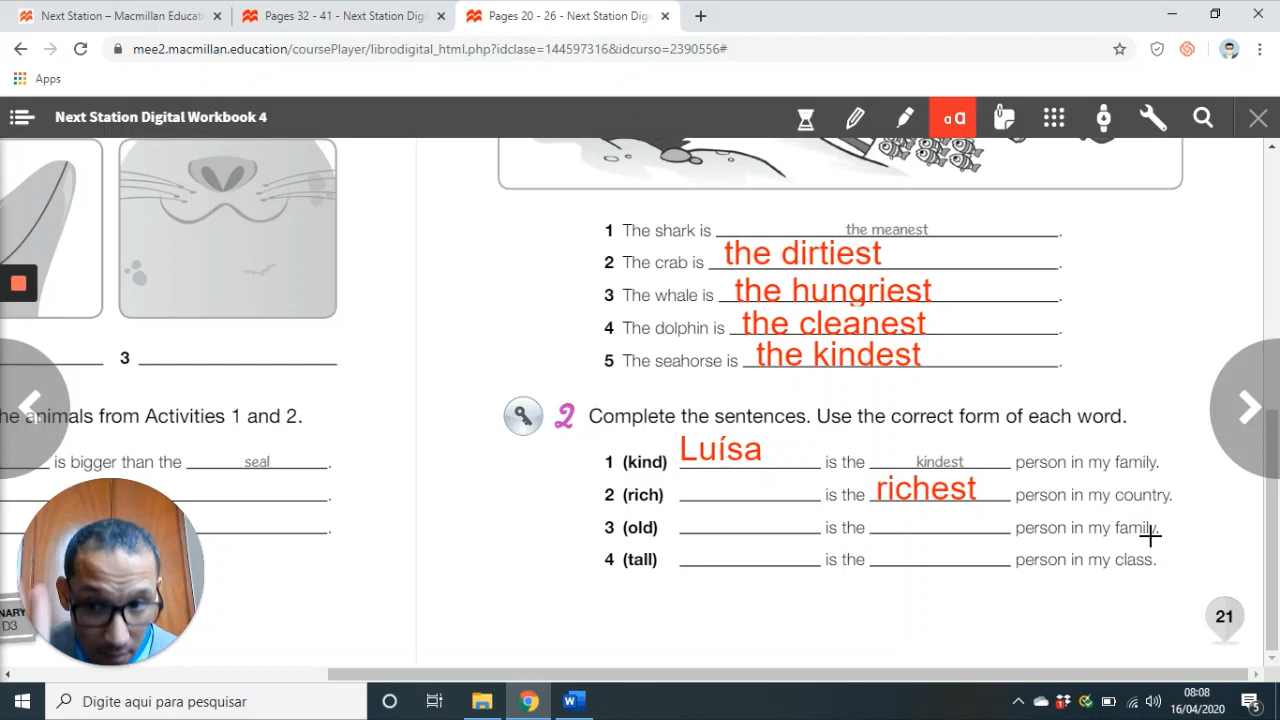 Next Station – Macmillan Educati
Pages 32 - 41 - Next Station Digi
Pages 20 - 26 - Next Station Dig
mee2.macmillan.education/coursePlayer/librodigital_html.php?idclase=144597316&idcurso=2390556#
Apps
Next Station Digital Workbook 4
a a
1 The shark is the meanest.
2 The crab is the dirtiest.
3 The whale is the hungriest.
4 The dolphin is the cleanest.
5 The seahorse is the kindest.
3
he animals from Activities 1 and 2.
is bigger than the seal.
2 Complete the sentences. Use the correct form of each word.
1 (kind) Luísa is the kindest person in my family.
2 (rich) is the richest person in my country.
3 (old) is the person in my family.
4 (tall) is the person in my class.
NARY
D3
21
Digite aqui para pesquisar
08:08
16/04/2020
5